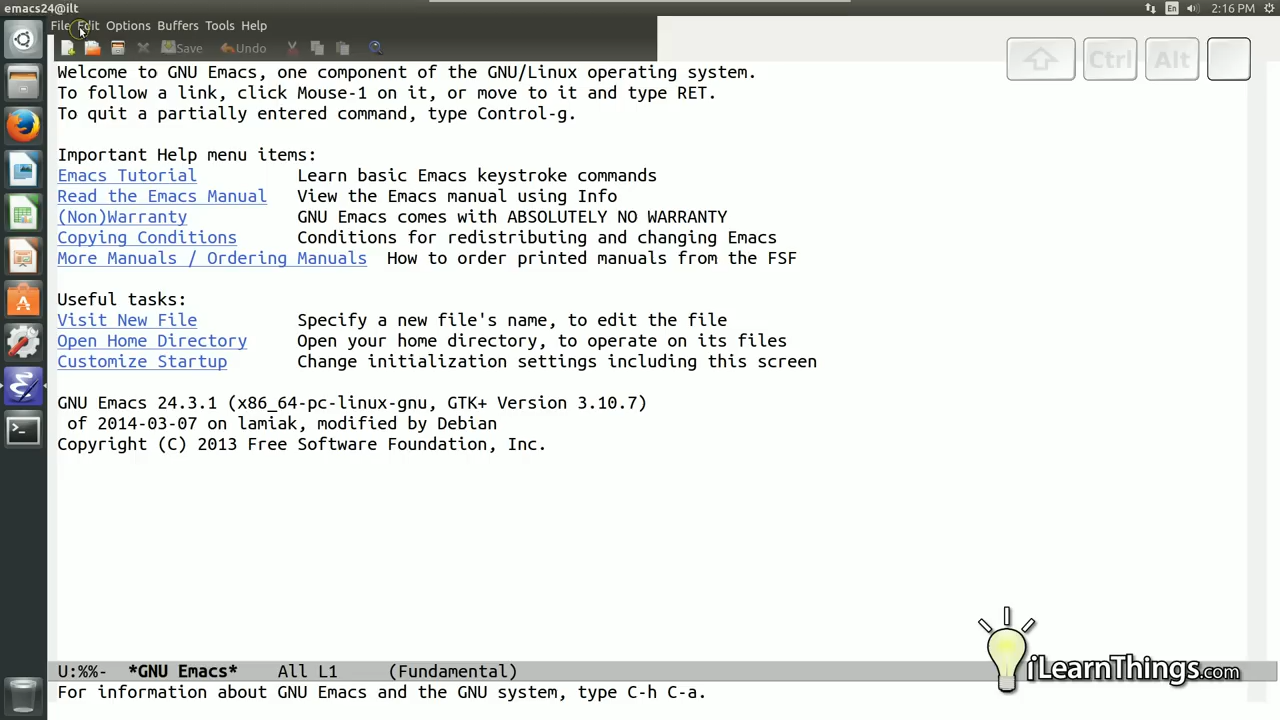 emacs24@ilt
En
2:16 PM
File Edit Options Buffers Tools Help
Save Undo
Ctrl Alt
Welcome to GNU Emacs, one component of the GNU/Linux operating system.
To follow a link, click Mouse-1 on it, or move to it and type RET.
To quit a partially entered command, type Control-g.
Important Help menu items:
Emacs Tutorial Learn basic Emacs keystroke commands
Read the Emacs Manual View the Emacs manual using Info
(Non)Warranty GNU Emacs comes with ABSOLUTELY NO WARRANTY
Copying Conditions Conditions for redistributing and changing Emacs
More Manuals / Ordering Manuals How to order printed manuals from the FSF
Useful tasks:
Visit New File Specify a new file's name, to edit the file
Open Home Directory Open your home directory, to operate on its files
Customize Startup Change initialization settings including this screen
GNU Emacs 24.3.1 (x86_64-pc-linux-gnu, GTK+ Version 3.10.7)
of 2014-03-07 on lamiak, modified by Debian
Copyright (C) 2013 Free Software Foundation, Inc.
iLearnThings.com
U:%%- *GNU Emacs* All L1 (Fundamental)
For information about GNU Emacs and the GNU system, type C-h C-a.